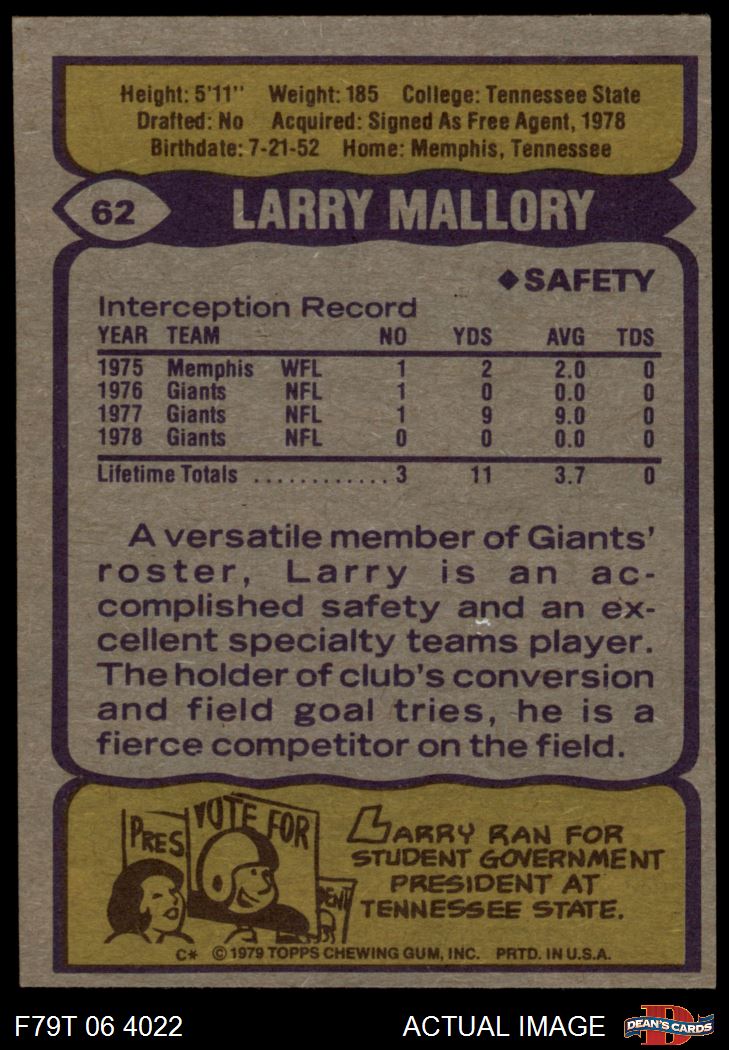 Height: 5'11" Weight: 185 College: Tennessee State
Drafted: No Acquired: Signed As Free Agent, 1978
Birthdate: 7-21-52 Home: Memphis, Tennessee
62 LARRY MALLORY
◆SAFETY
Interception Record
YEAR TEAM NO YDS AVG TDS
1975 Memphis WFL 1 2 2.0 0
1976 Giants NFL 1 0 0.0 0
1977 Giants NFL 1 9 9.0 0
1978 Giants NFL 0 0 0.0 0
Lifetime Totals ............ 3 11 3.7 0
A versatile member of Giants'
roster, Larry is an ac-
complished safety and an ex-
cellent specialty teams player.
The holder of club's conversion
and field goal tries, he is a
fierce competitor on the field.
PRES
VOTE FOR
DENT
LARRY RAN FOR
STUDENT GOVERNMENT
PRESIDENT AT
TENNESSEE STATE.
C* © 1979 TOPPS CHEWING GUM, INC. PRTD. IN U.S.A.
F79T 06 4022 ACTUAL IMAGE DEAN'S CARDS